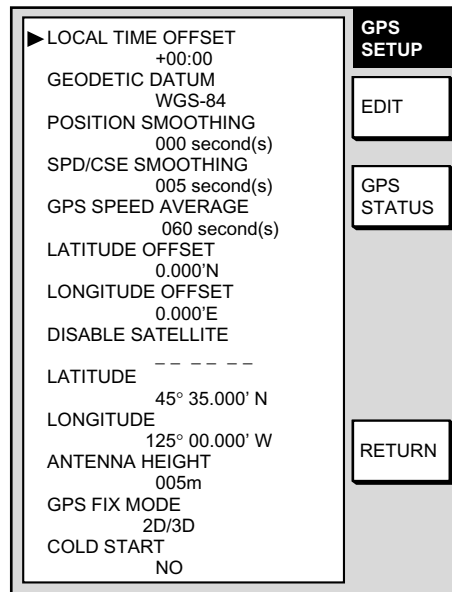 ▶LOCAL TIME OFFSET
+00:00
GEODETIC DATUM
WGS-84
POSITION SMOOTHING
000 second(s)
SPD/CSE SMOOTHING
005 second(s)
GPS SPEED AVERAGE
060 second(s)
LATITUDE OFFSET
0.000’N
LONGITUDE OFFSET
0.000’E
DISABLE SATELLITE
_ _ _ _ _ _
LATITUDE
45° 35.000’ N
LONGITUDE
125° 00.000’ W
ANTENNA HEIGHT
005m
GPS FIX MODE
2D/3D
COLD START
NO
GPS
SETUP
EDIT
GPS
STATUS
RETURN